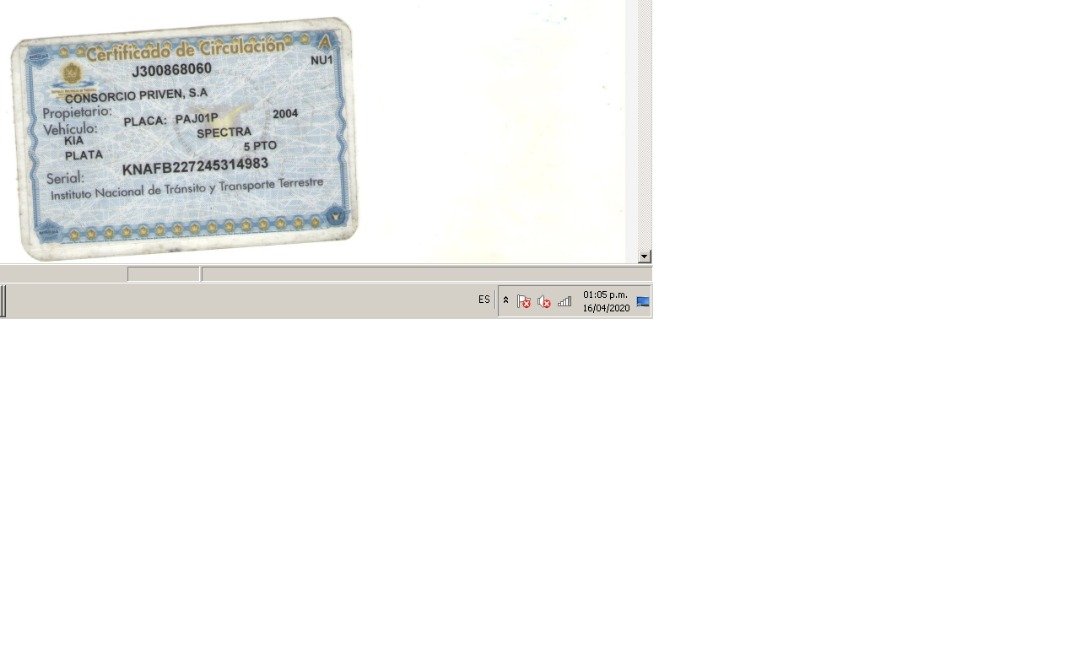 Certificado de Circulación
A
J300868060
NU1
CONSORCIO PRIVEN, S.A
Propietario:
PLACA: PAJ01P 2004
Vehículo:
KIA SPECTRA
PLATA 5 PTO
Serial: KNAFB227245314983
Instituto Nacional de Tránsito y Transporte Terrestre
ES
01:05 p.m.
16/04/2020